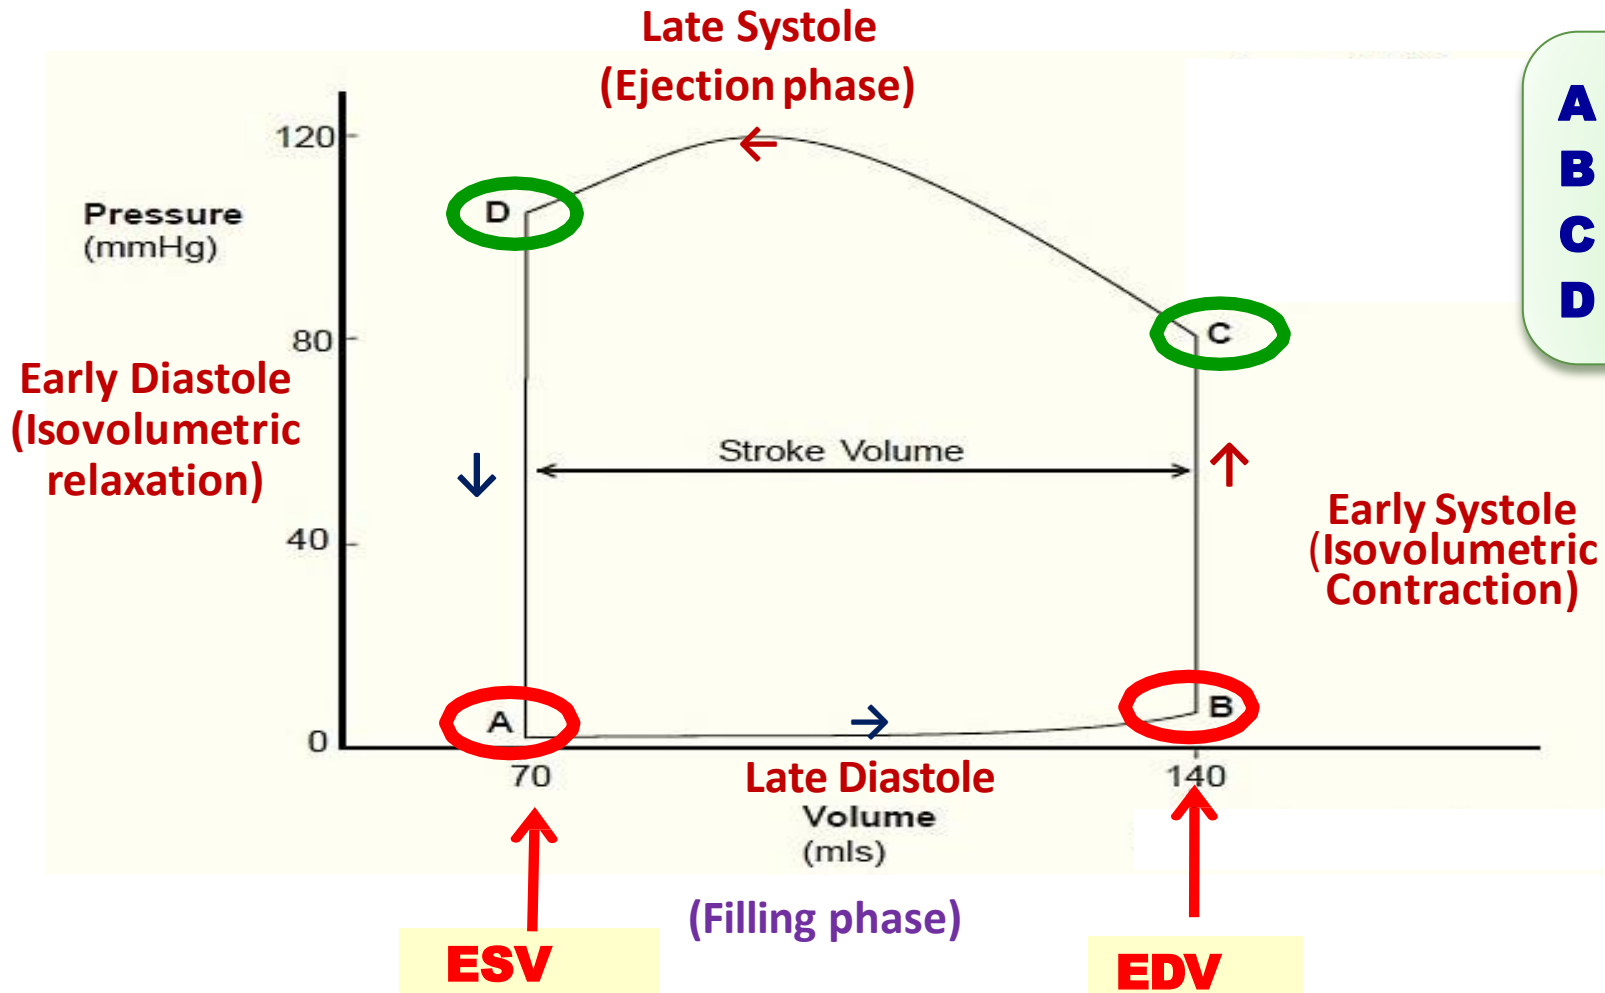 Late Systole
(Ejection phase)
A
B
C
D
120
Pressure
(mmHg)
D
C
80
Early Diastole
(Isovolumetric
relaxation)
Stroke Volume
40
Early Systole
(Isovolumetric
Contraction)
A
B
0
70
Late Diastole
140
Volume
(mls)
(Filling phase)
ESV
EDV